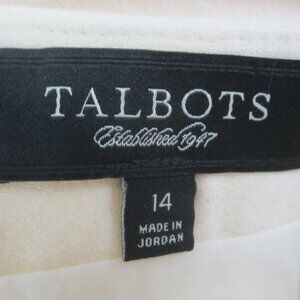 TALBOTS
Established 1947
14
MADE IN
JORDAN